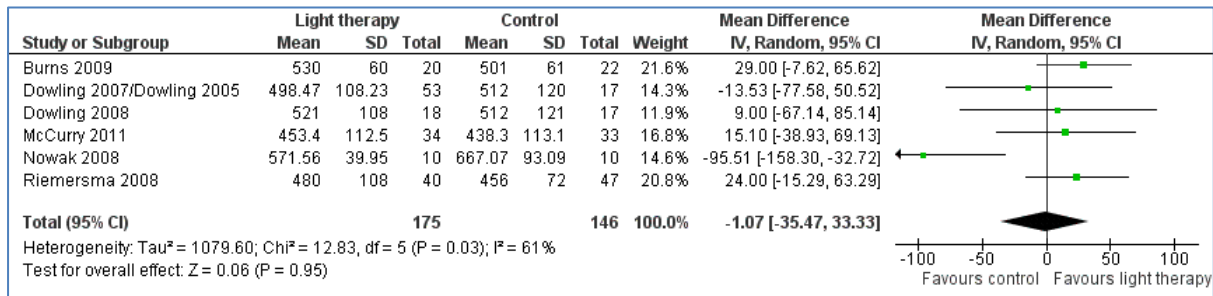 Light therapy Control Mean Difference Mean Difference
Study or Subgroup Mean SD Total Mean SD Total Weight IV, Random, 95% CI IV, Random, 95% CI
Burns 2009 530 60 20 501 61 22 21.6% 29.00 [-7.62, 65.62]
Dowling 2007/Dowling 2005 498.47 108.23 53 512 120 17 14.3% -13.53 [-77.58, 50.52]
Dowling 2008 521 108 18 512 121 17 11.9% 9.00 [-67.14, 85.14]
McCurry 2011 453.4 112.5 34 438.3 113.1 33 16.8% 15.10 [-38.93, 69.13]
Nowak 2008 571.56 39.95 10 667.07 93.09 10 14.6% -95.51 [-158.30, -32.72]
Riemersma 2008 480 108 40 456 72 47 20.8% 24.00 [-15.29, 63.29]
Total (95% CI) 175 146 100.0% -1.07 [-35.47, 33.33]
Heterogeneity: Tau² = 1079.60; Chi² = 12.83, df = 5 (P = 0.03); I² = 61%
Test for overall effect: Z = 0.06 (P = 0.95)
-100 -50 0 50 100
Favours control Favours light therapy